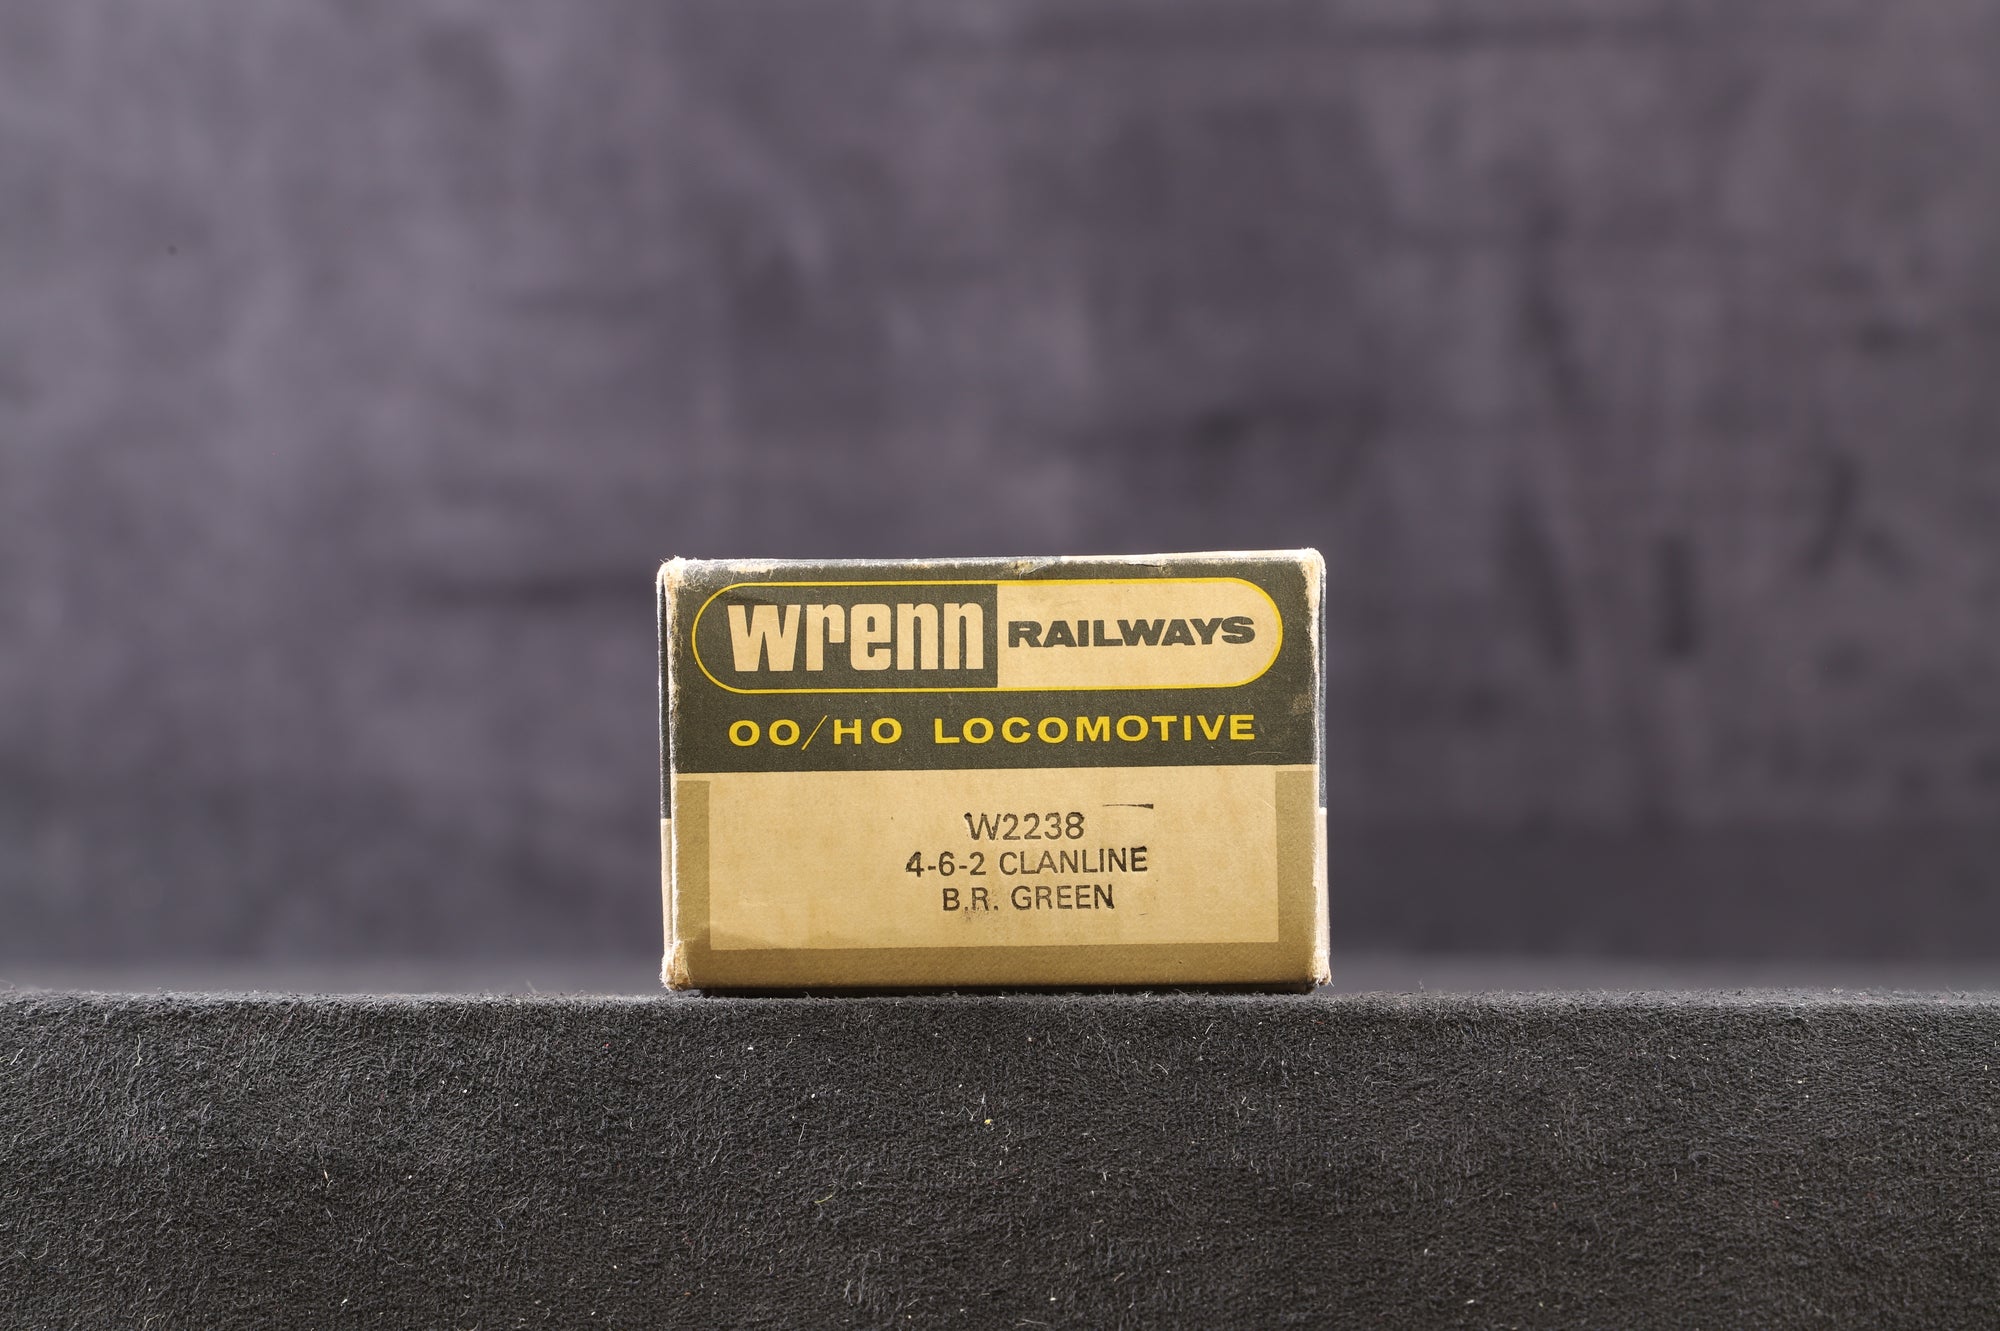 wrenn RAILWAYS
OO/HO LOCOMOTIVE
W2238
4-6-2 CLANLINE
B.R. GREEN